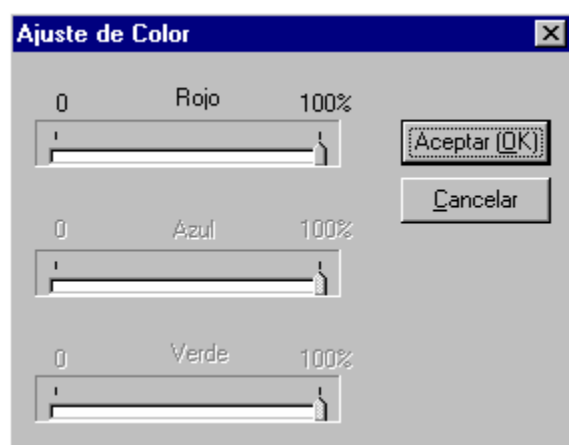 Ajuste de Color
0 Rojo 100%
Aceptar (OK)
0 Azul 100%
Cancelar
0 Verde 100%